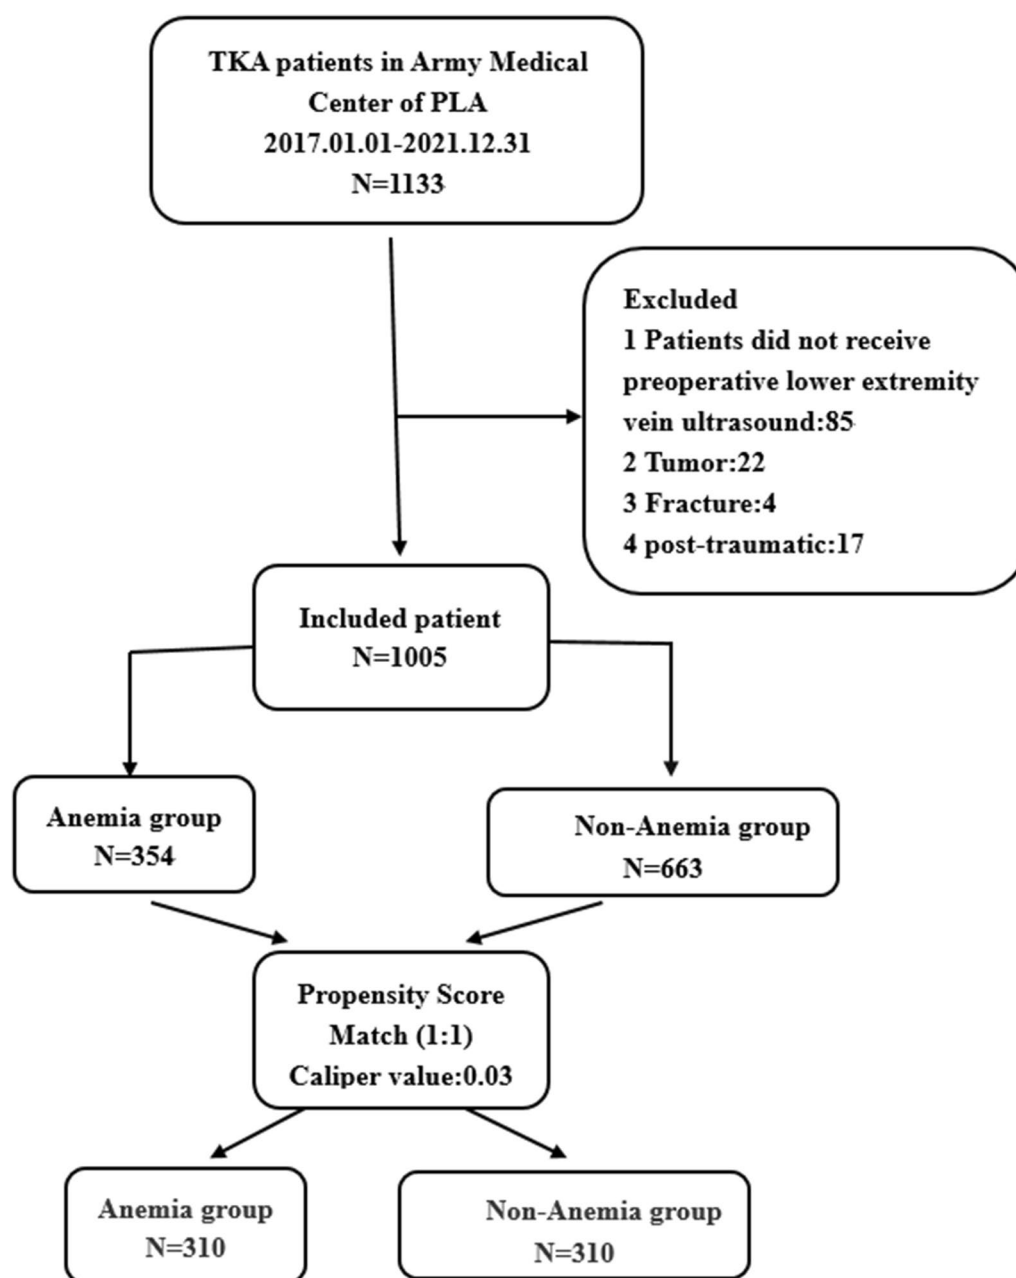 TKA patients in Army Medical
Center of PLA
2017.01.01-2021.12.31
N=1133
Excluded
1 Patients did not receive
preoperative lower extremity
vein ultrasound:85
2 Tumor:22
3 Fracture:4
4 post-traumatic:17
Included patient
N=1005
Anemia group
N=354
Non-Anemia group
N=663
Propensity Score
Match (1:1)
Caliper value:0.03
Anemia group
N=310
Non-Anemia group
N=310